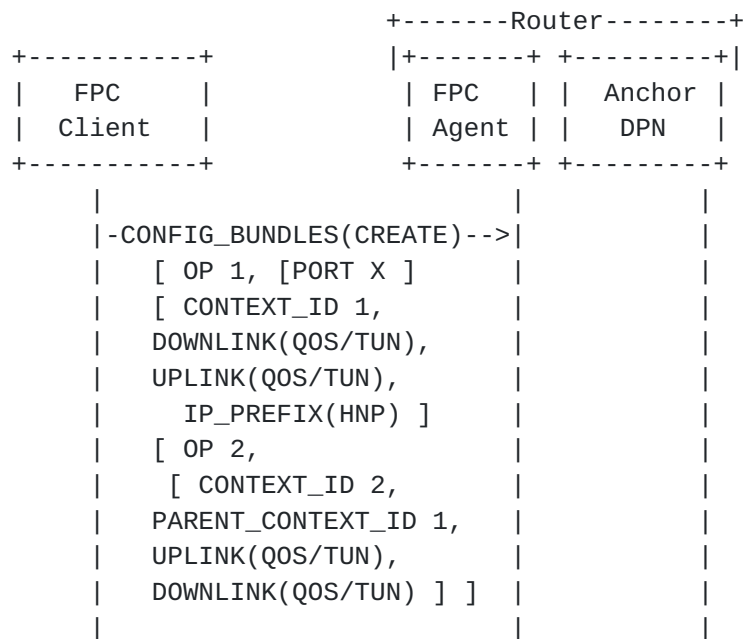 +-------Router--------+
+-----------+           |+-------+ +---------+|
|   FPC     |           | FPC   | |  Anchor |
|  Client   |           | Agent | |   DPN   |
+-----------+           +-------+ +---------+
     |                       |          |
     |-CONFIG_BUNDLES(CREATE)-->|          |
     |   [ OP 1, [PORT X ]      |          |
     |   [ CONTEXT_ID 1,        |          |
     |   DOWNLINK(QOS/TUN),     |          |
     |   UPLINK(QOS/TUN),       |          |
     |     IP_PREFIX(HNP) ]     |          |
     |   [ OP 2,                |          |
     |    [ CONTEXT_ID 2,       |          |
     |   PARENT_CONTEXT_ID 1,   |          |
     |   UPLINK(QOS/TUN),       |          |
     |   DOWNLINK(QOS/TUN) ] ]  |          |
     |                          |          |